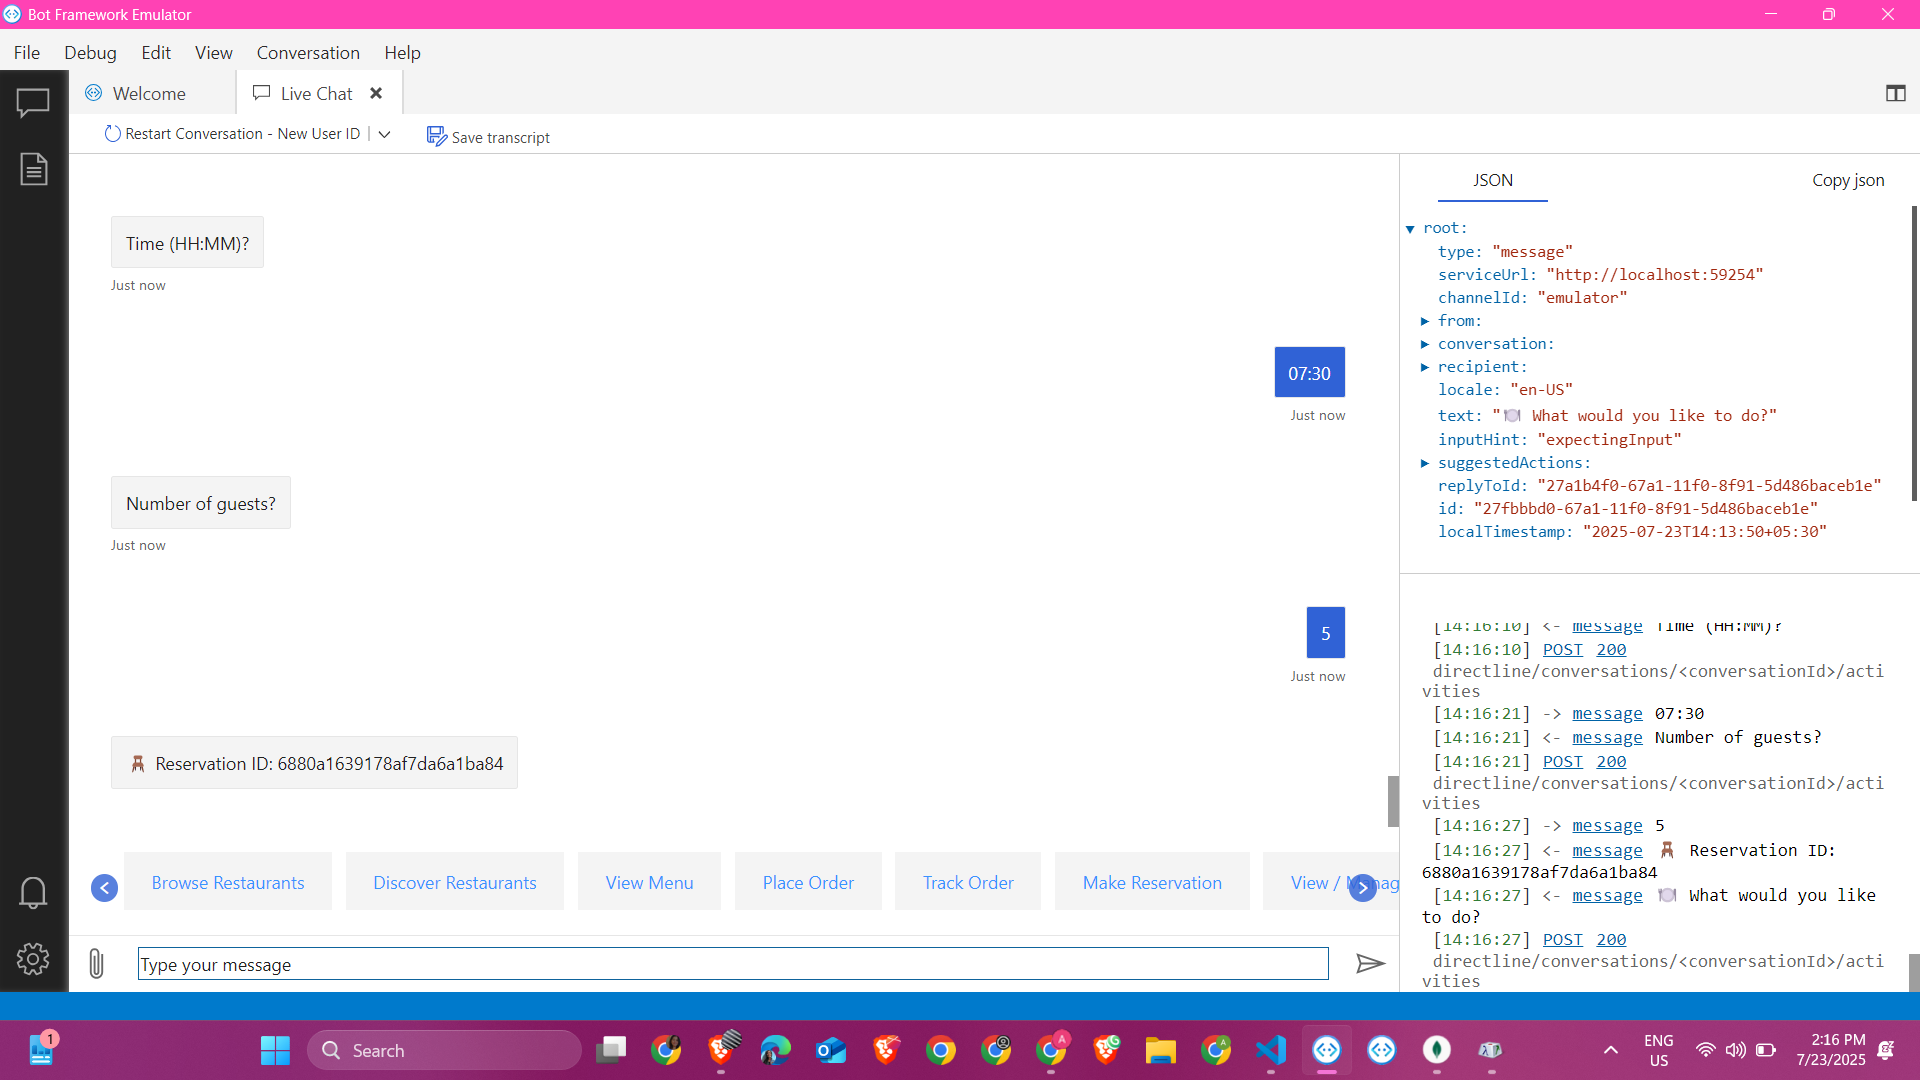 Bot Framework Emulator
File Debug Edit View Conversation Help
Welcome
Live Chat
Restart Conversation - New User ID
Save transcript
Time (HH:MM)?
Just now
07:30
Just now
Number of guests?
Just now
5
Just now
🪑 Reservation ID: 6880a1639178af7da6a1ba84
Browse Restaurants
Discover Restaurants
View Menu
Place Order
Track Order
Make Reservation
View / Manag
Type your message
JSON
Copy json
root:
type: "message"
serviceUrl: "http://localhost:59254"
channelId: "emulator"
from:
conversation:
recipient:
locale: "en-US"
text: "🍽️ What would you like to do?"
inputHint: "expectingInput"
suggestedActions:
replyToId: "27a1b4f0-67a1-11f0-8f91-5d486baceb1e"
id: "27fbbbd0-67a1-11f0-8f91-5d486baceb1e"
localTimestamp: "2025-07-23T14:13:50+05:30"
[14:16:10] <- message Time (HH:MM)?
[14:16:10] POST 200
directline/conversations/<conversationId>/acti
vities
[14:16:21] -> message 07:30
[14:16:21] <- message Number of guests?
[14:16:21] POST 200
directline/conversations/<conversationId>/acti
vities
[14:16:27] -> message 5
[14:16:27] <- message 🪑 Reservation ID:
6880a1639178af7da6a1ba84
[14:16:27] <- message 🍽️ What would you like
to do?
[14:16:27] POST 200
directline/conversations/<conversationId>/acti
vities
1
Search
ENG
US
2:16 PM
7/23/2025